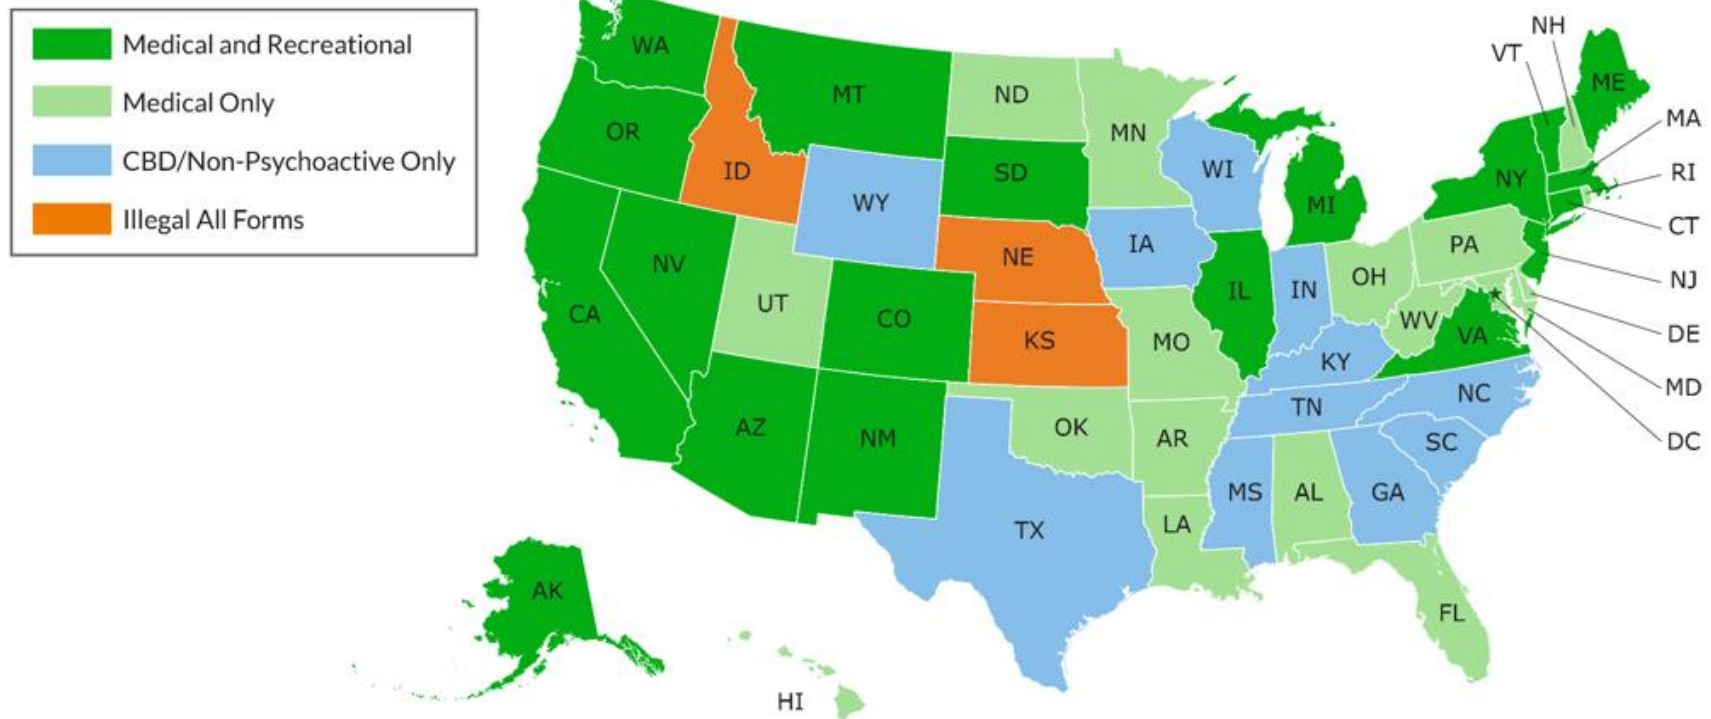 Medical and Recreational
Medical Only
CBD/Non-Psychoactive Only
Illegal All Forms
NH
VT
WA
ME
MT
ND
MA
OR
MN
ID
SD
WI
RI
NY
WY
MI
CT
IA
PA
NE
NV
OH
NJ
IL
IN
UT
CA
CO
WV
DE
VA
KS
MO
KY
MD
NC
TN
AZ
OK
NM
AR
SC
DC
MS
AL
GA
LA
TX
AK
FL
HI